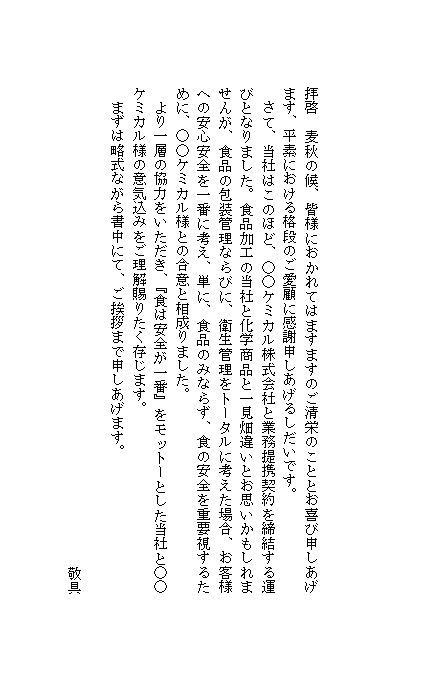 拝啓　麦秋の候、皆様におかれてはますますのご清栄のこととお喜び申しあげ
ます、平素における格段のご愛顧に感謝申しあげるしだいです。
　さて、当社はこのほど、〇〇ケミカル株式会社と業務提携契約を締結する運
びとなりました。食品加工の当社と化学商品と一見畑違いとお思いかもしれま
せんが、食品の包装管理ならびに、衛生管理をトータルに考えた場合、お客様
への安心安全を一番に考え、単に、食品のみならず、食の安全を重要視するた
めに、〇〇ケミカル様との合意と相成りました。
　より一層の協力をいただき、『食は安全が一番』をモットーとした当社と〇〇
ケミカル様の意気込みをご理解賜りたく存じます。
　まずは略式ながら書中にて、ご挨拶まで申しあげます。
敬具